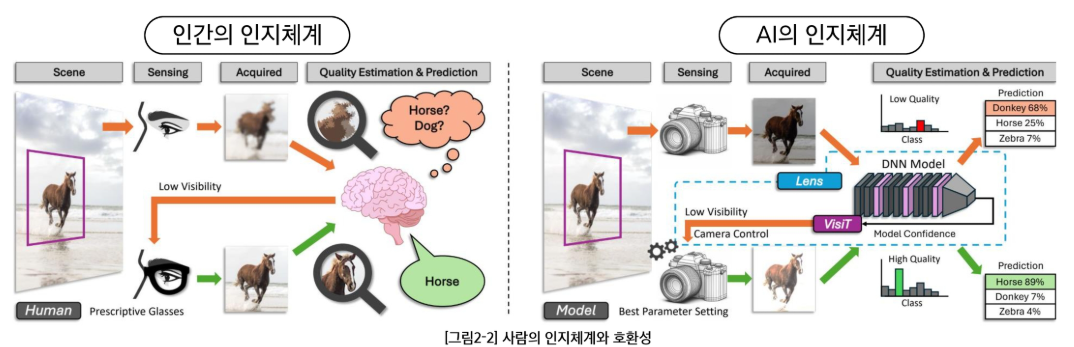 인간의 인지체계
Scene
Sensing
Acquired
Quality Estimation & Prediction
Horse?
Dog?
Low Visibility
Horse
Human
Prescriptive Glasses
AI의 인지체계
Scene
Sensing
Acquired
Quality Estimation & Prediction
Low Quality
Class
Prediction
Donkey 68%
Horse 25%
Zebra 7%
DNN Model
Lens
Low Visibility
VisiT
Camera Control
Model Confidence
High Quality
Class
Prediction
Horse 89%
Donkey 7%
Zebra 4%
Model
Best Parameter Setting
[그림2-2] 사람의 인지체계와 호환성